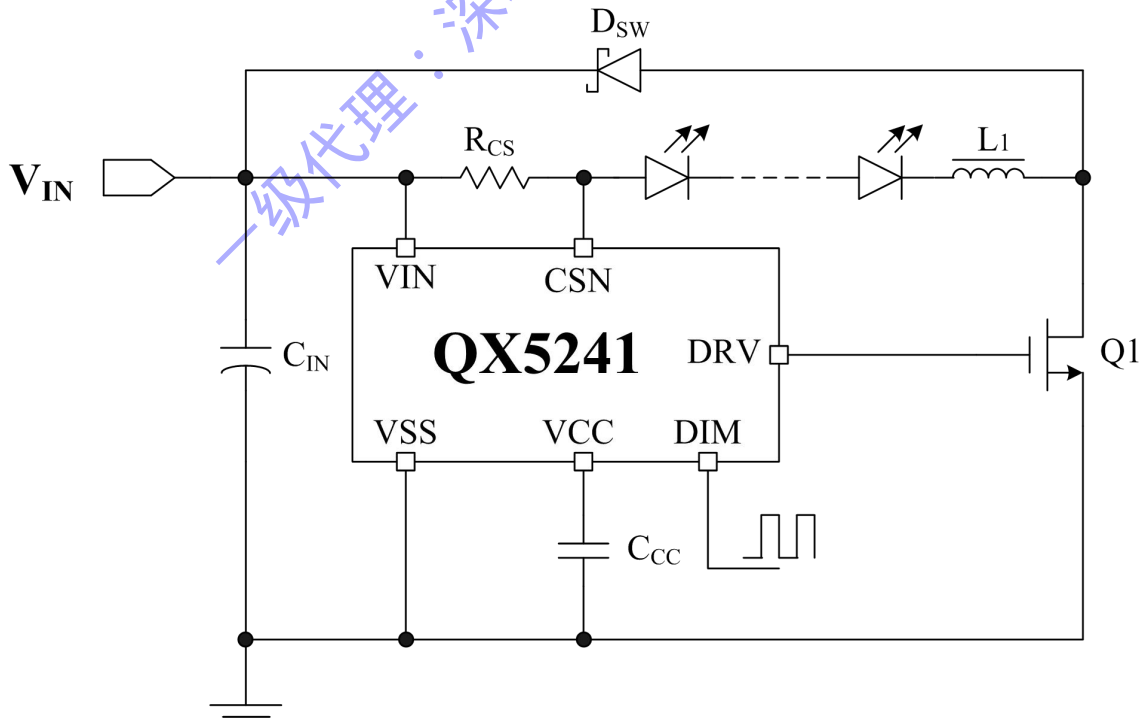 一级代理：深
D_SW
R_CS
L1
V_IN
VIN
CSN
QX5241
DRV
Q1
C_IN
VSS
VCC
DIM
C_CC